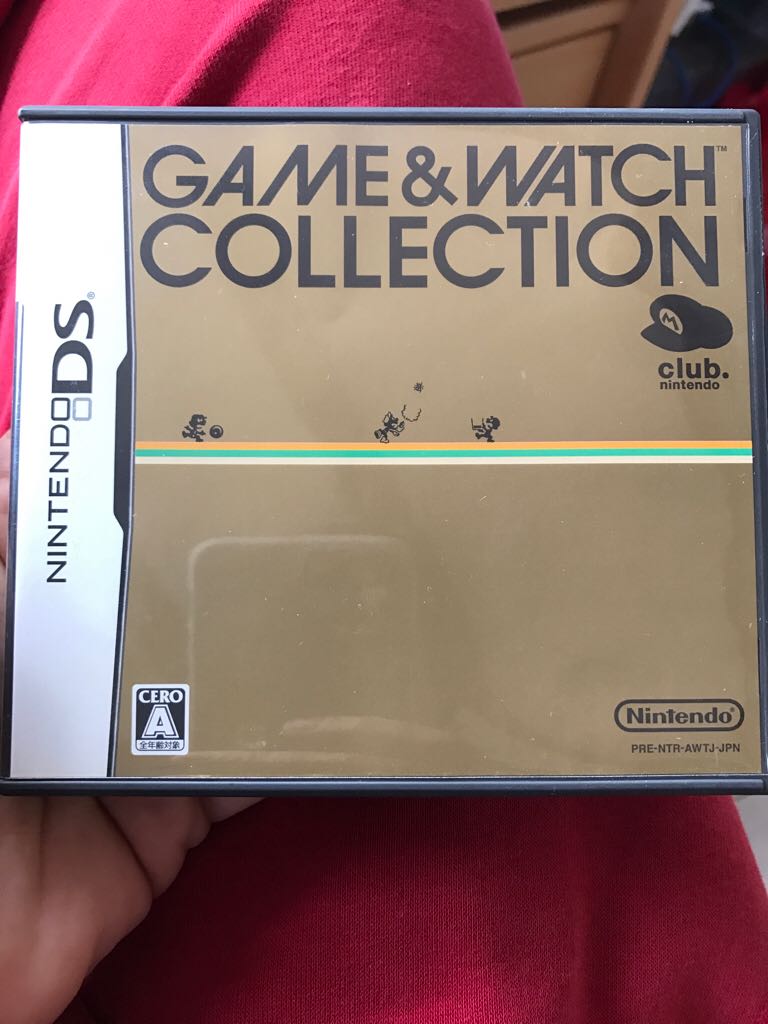 GAME & WATCH™
COLLECTION
M
club.
nintendo
NINTENDO DS®
CERO
A
全年齢対象
Nintendo®
PRE-NTR-AWTJ-JPN